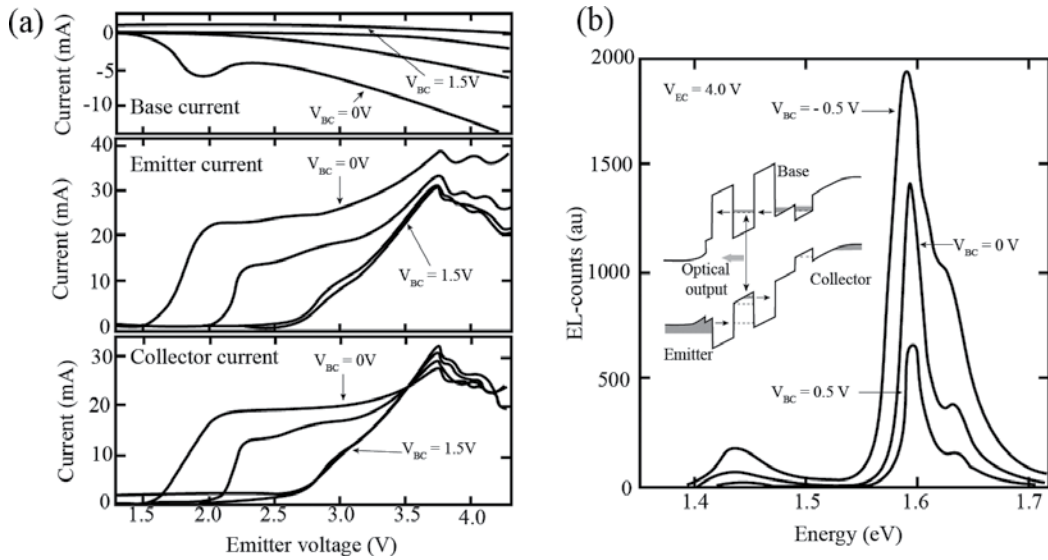 (a)
Current (mA)
0
-5
-10
Base current
V_BC = 1.5V
V_BC = 0V
Current (mA)
40
30
20
10
0
Emitter current
V_BC = 0V
V_BC = 1.5V
Current (mA)
30
20
10
0
Collector current
V_BC = 0V
V_BC = 1.5V
1.5 2.0 2.5 3.0 3.5 4.0
Emitter voltage (V)
(b)
EL-counts (au)
2000
1500
1000
500
0
V_EC = 4.0 V
V_BC = - 0.5 V
Base
V_BC = 0 V
Optical
output
Collector
Emitter
V_BC = 0.5 V
1.4 1.5 1.6 1.7
Energy (eV)